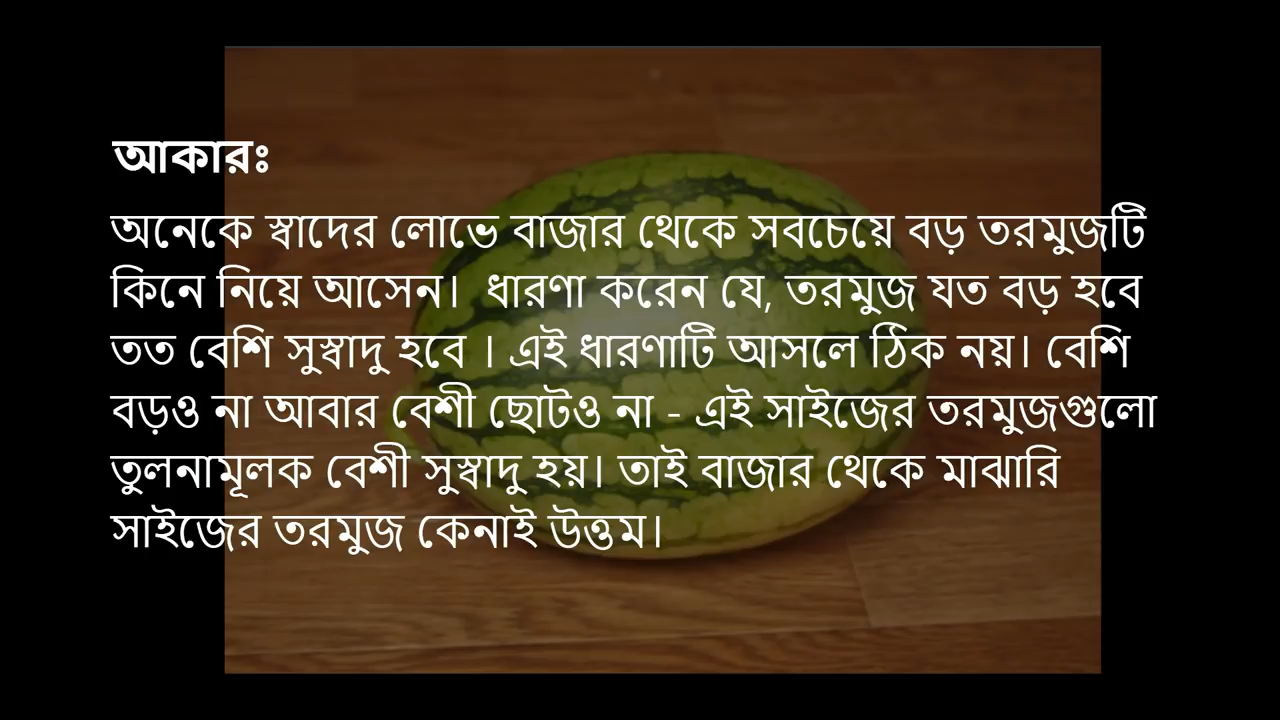 আকারঃ
অনেকে স্বাদের লোভে বাজার থেকে সবচেয়ে বড় তরমুজটি
কিনে নিয়ে আসেন। ধারণা করেন যে, তরমুজ যত বড় হবে
তত বেশি সুস্বাদু হবে । এই ধারণাটি আসলে ঠিক নয়। বেশি
বড়ও না আবার বেশী ছোটও না - এই সাইজের তরমুজগুলো
তুলনামূলক বেশী সুস্বাদু হয়। তাই বাজার থেকে মাঝারি
সাইজের তরমুজ কেনাই উত্তম।